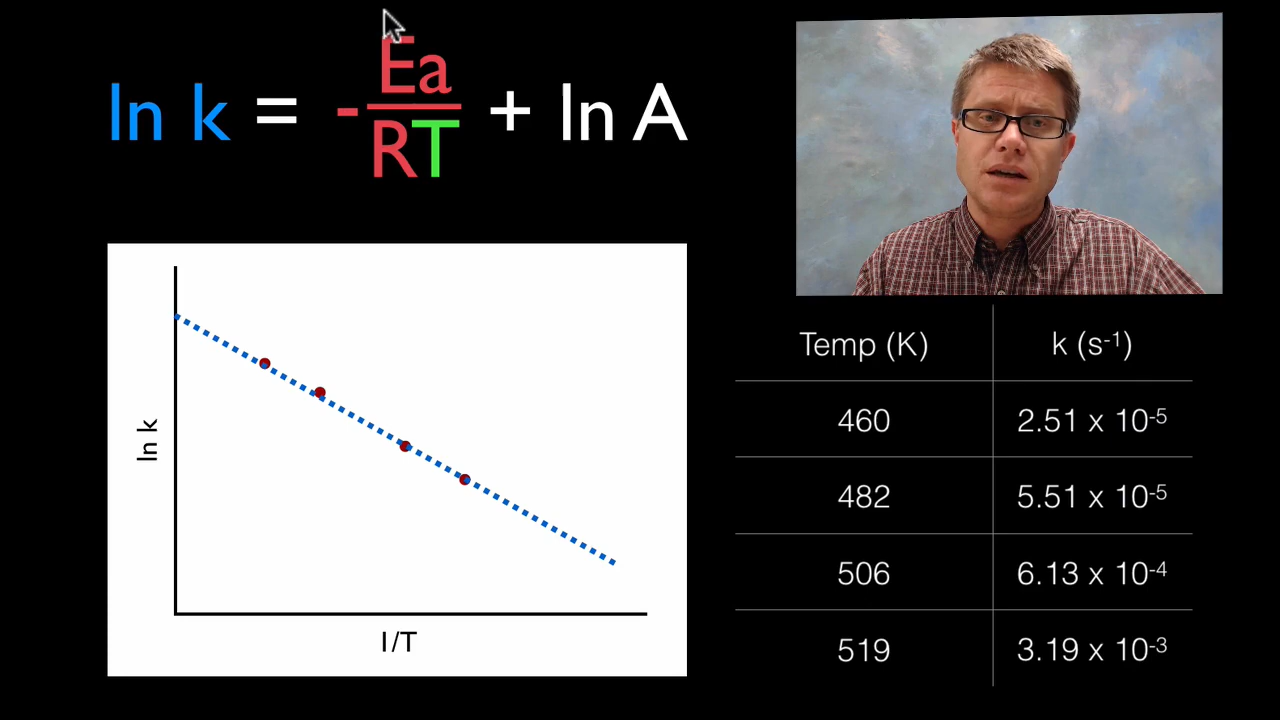 ln k = - Ea/RT + ln A
ln k
1/T
Temp (K) k (s-1)
460 2.51 x 10-5
482 5.51 x 10-5
506 6.13 x 10-4
519 3.19 x 10-3